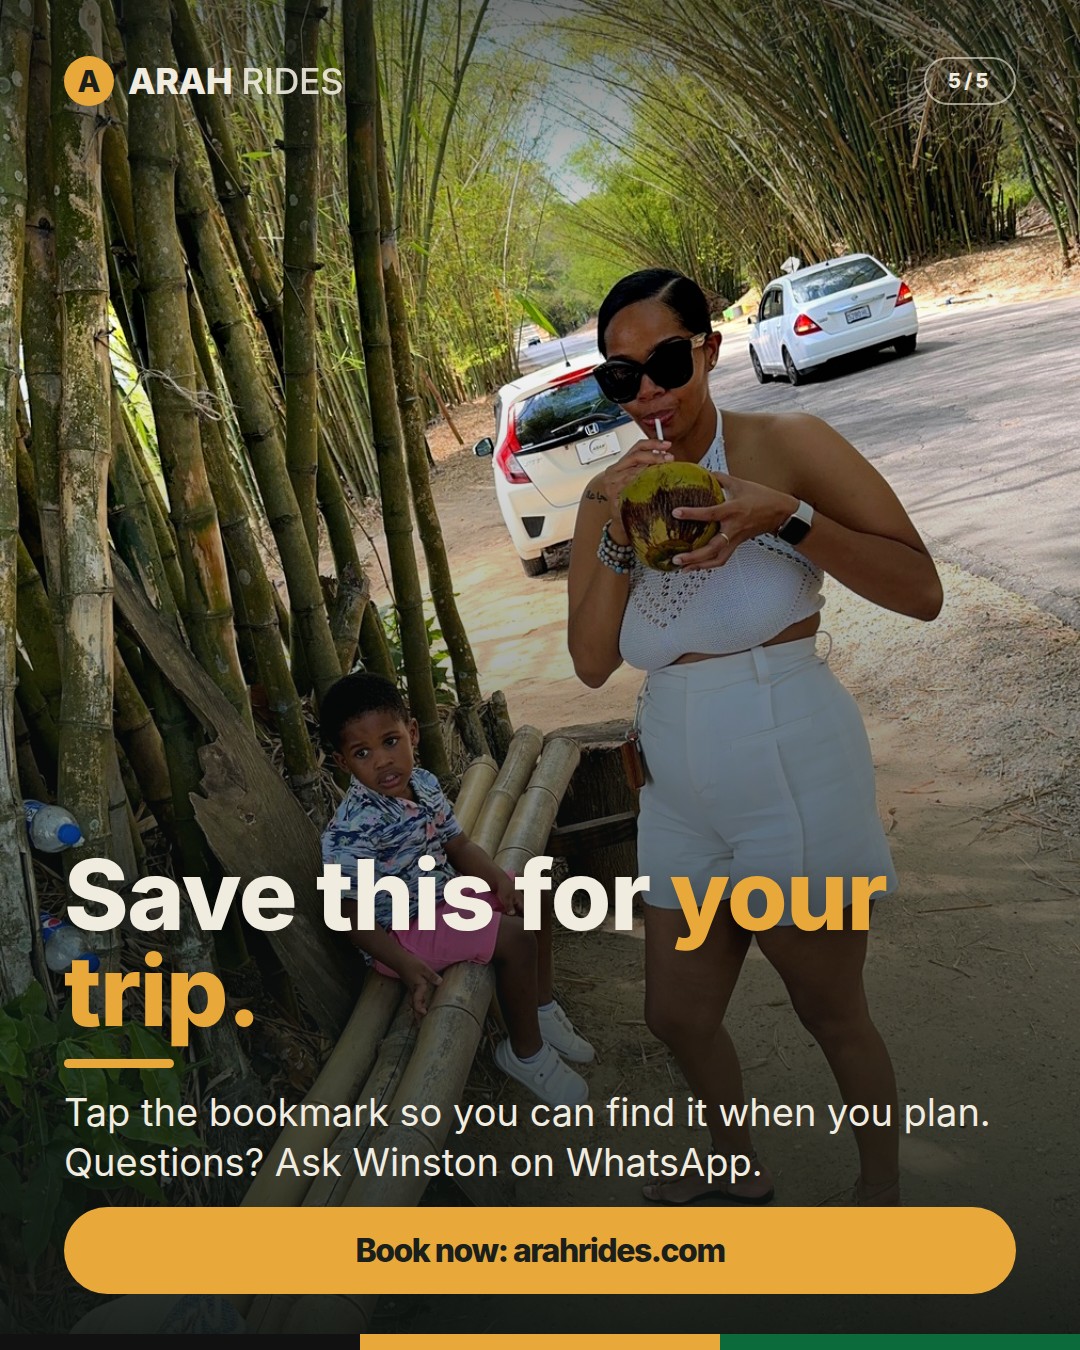 A ARAH RIDES
5/5
Save this for your
trip.
Tap the bookmark so you can find it when you plan.
Questions? Ask Winston on WhatsApp.
Book now: arahrides.com